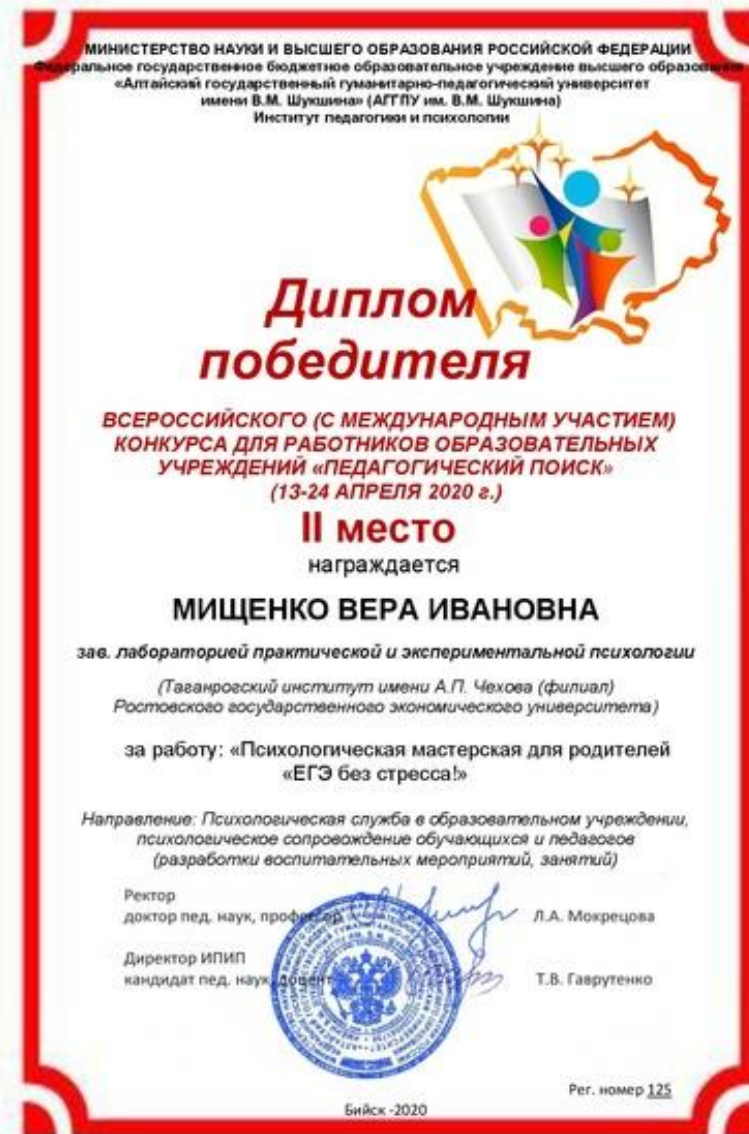 МИНИСТЕРСТВО НАУКИ И ВЫСШЕГО ОБРАЗОВАНИЯ РОССИЙСКОЙ ФЕДЕРАЦИИ
Федеральное государственное бюджетное образовательное учреждение высшего образования
«Алтайский государственный гуманитарно-педагогический университет
имени В.М. Шукшина» (АГГПУ им. В.М. Шукшина)
Институт педагогики и психологии
Диплом
победителя
ВСЕРОССИЙСКОГО (С МЕЖДУНАРОДНЫМ УЧАСТИЕМ)
КОНКУРСА ДЛЯ РАБОТНИКОВ ОБРАЗОВАТЕЛЬНЫХ
УЧРЕЖДЕНИЙ «ПЕДАГОГИЧЕСКИЙ ПОИСК»
(13-24 АПРЕЛЯ 2020 г.)
II место
награждается
МИЩЕНКО ВЕРА ИВАНОВНА
зав. лабораторией практической и экспериментальной психологии
(Таганрогский институт имени А.П. Чехова (филиал)
Ростовского государственного экономического университета)
за работу: «Психологическая мастерская для родителей
«ЕГЭ без стресса!»
Направление: Психологическая служба в образовательном учреждении,
психологическое сопровождение обучающихся и педагогов
(разработки воспитательных мероприятий, занятий)
Ректор
доктор пед. наук, профессор Л.А. Мокрецова
Директор ИПИП
кандидат пед. наук, доцент Т.В. Гаврутенко
Рег. номер 125
Бийск -2020